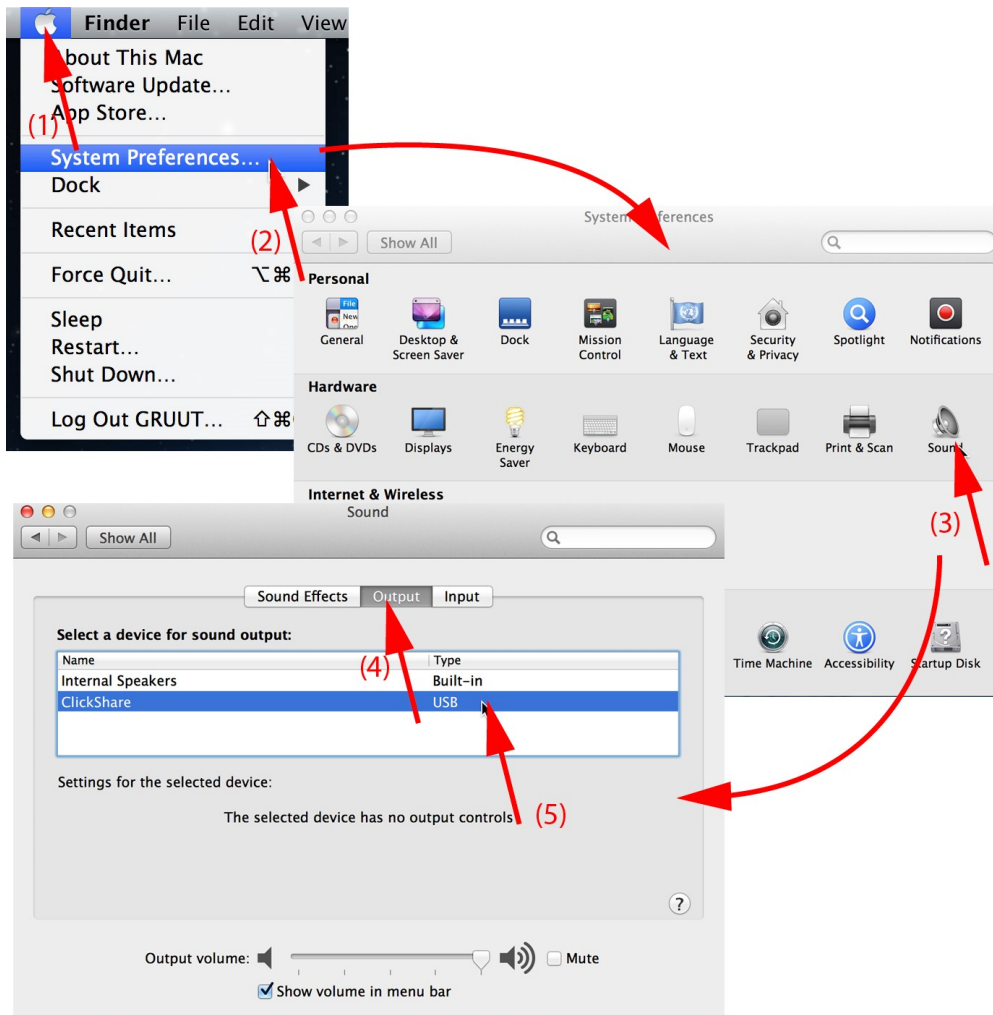 Finder File Edit View
About This Mac
Software Update...
App Store...
(1)
System Preferences...
Dock
Recent Items
(2)
Force Quit... ⌥⌘
Sleep
Restart...
Shut Down...
Log Out GRUUT... ⇧⌘
System Preferences
Show All
Personal
File
New
General
Desktop &
Screen Saver
Dock
Mission
Control
Language
& Text
Security
& Privacy
Spotlight
Notifications
Hardware
CDs & DVDs
Displays
Energy
Saver
Keyboard
Mouse
Trackpad
Print & Scan
Sound
Internet & Wireless
(3)
Time Machine
Accessibility
Startup Disk
Sound
Show All
Sound Effects Output Input
Select a device for sound output:
(4)
Name Type
Internal Speakers Built-in
ClickShare USB
Settings for the selected device:
The selected device has no output controls
(5)
?
Output volume: Mute
Show volume in menu bar